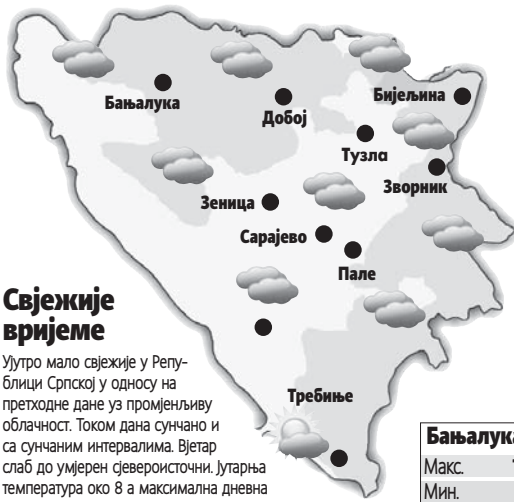 Бањалука
Добој
Бијељина
Тузла
Зворник
Зеница
Сарајево
Пале
Требиње
Свјежије
вријеме
Ујутро мало свјежије у Репу-
блици Српској у односу на
претходне дане уз промјенљиву
облачност. Током дана сунчано и
са сунчаним интервалима. Вјетар
слаб до умјерен сјевероисточни. Јутарња
температура око 8 а максимална дневна
Бањалука
Макс.
Мин.